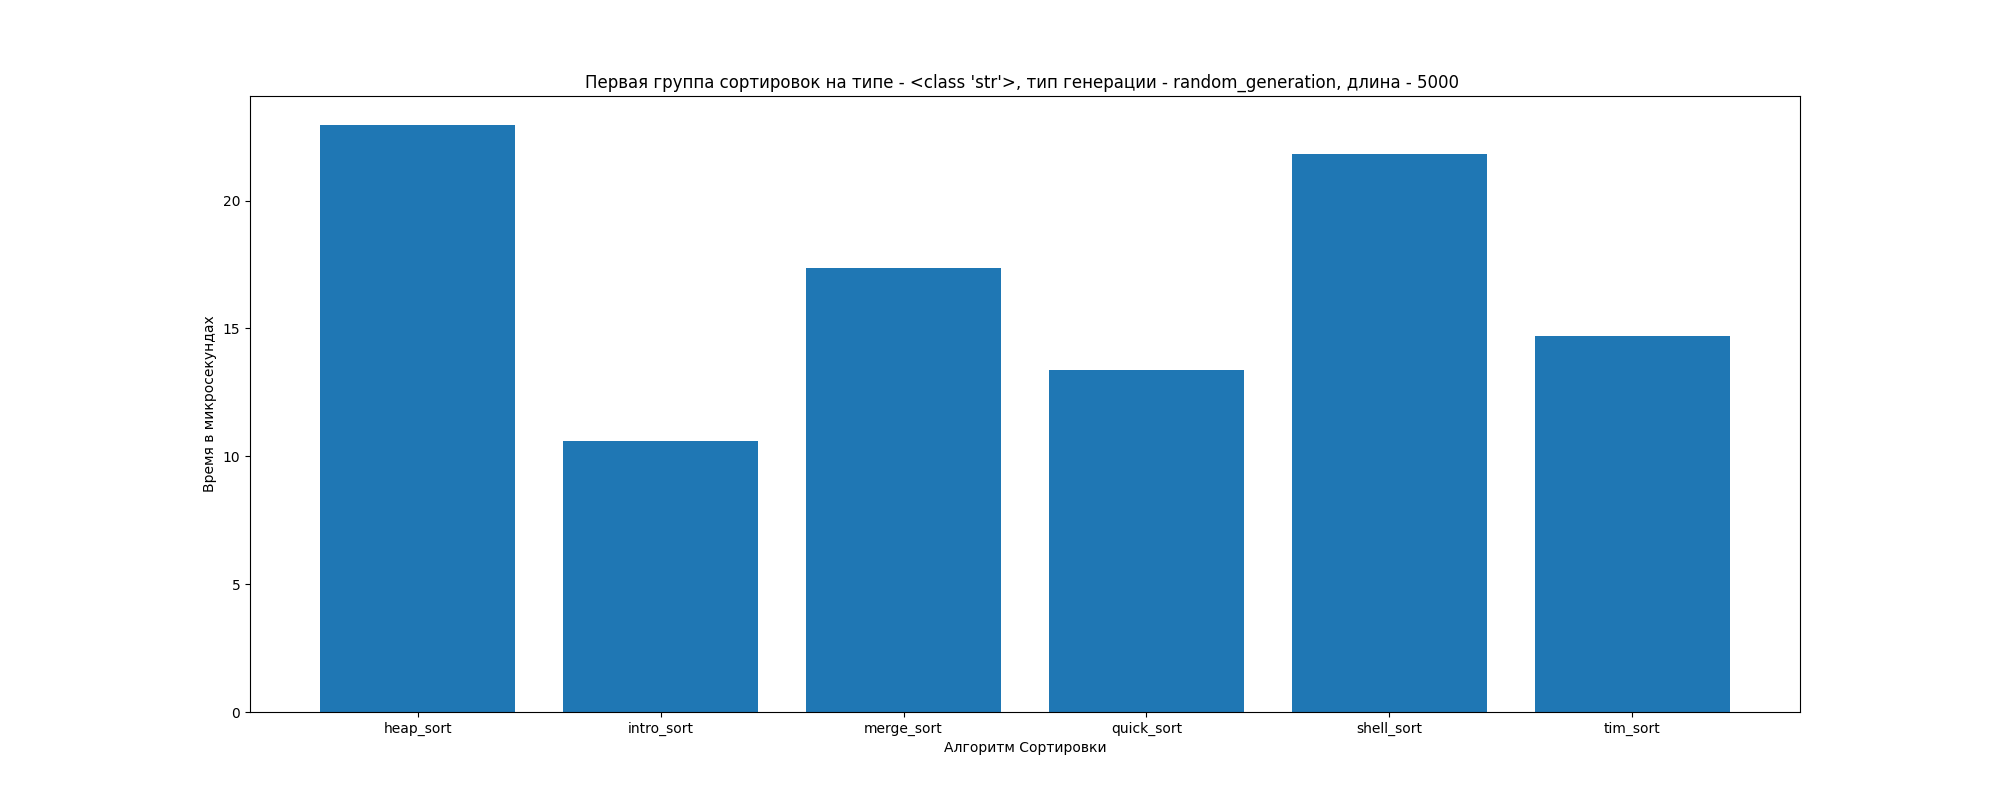 Первая группа сортировок на типе - <class 'str'>, тип генерации - random_generation, длина - 5000
Время в микросекундах
20
15
10
5
0
heap_sort
intro_sort
merge_sort
quick_sort
shell_sort
tim_sort
Алгоритм Сортировки